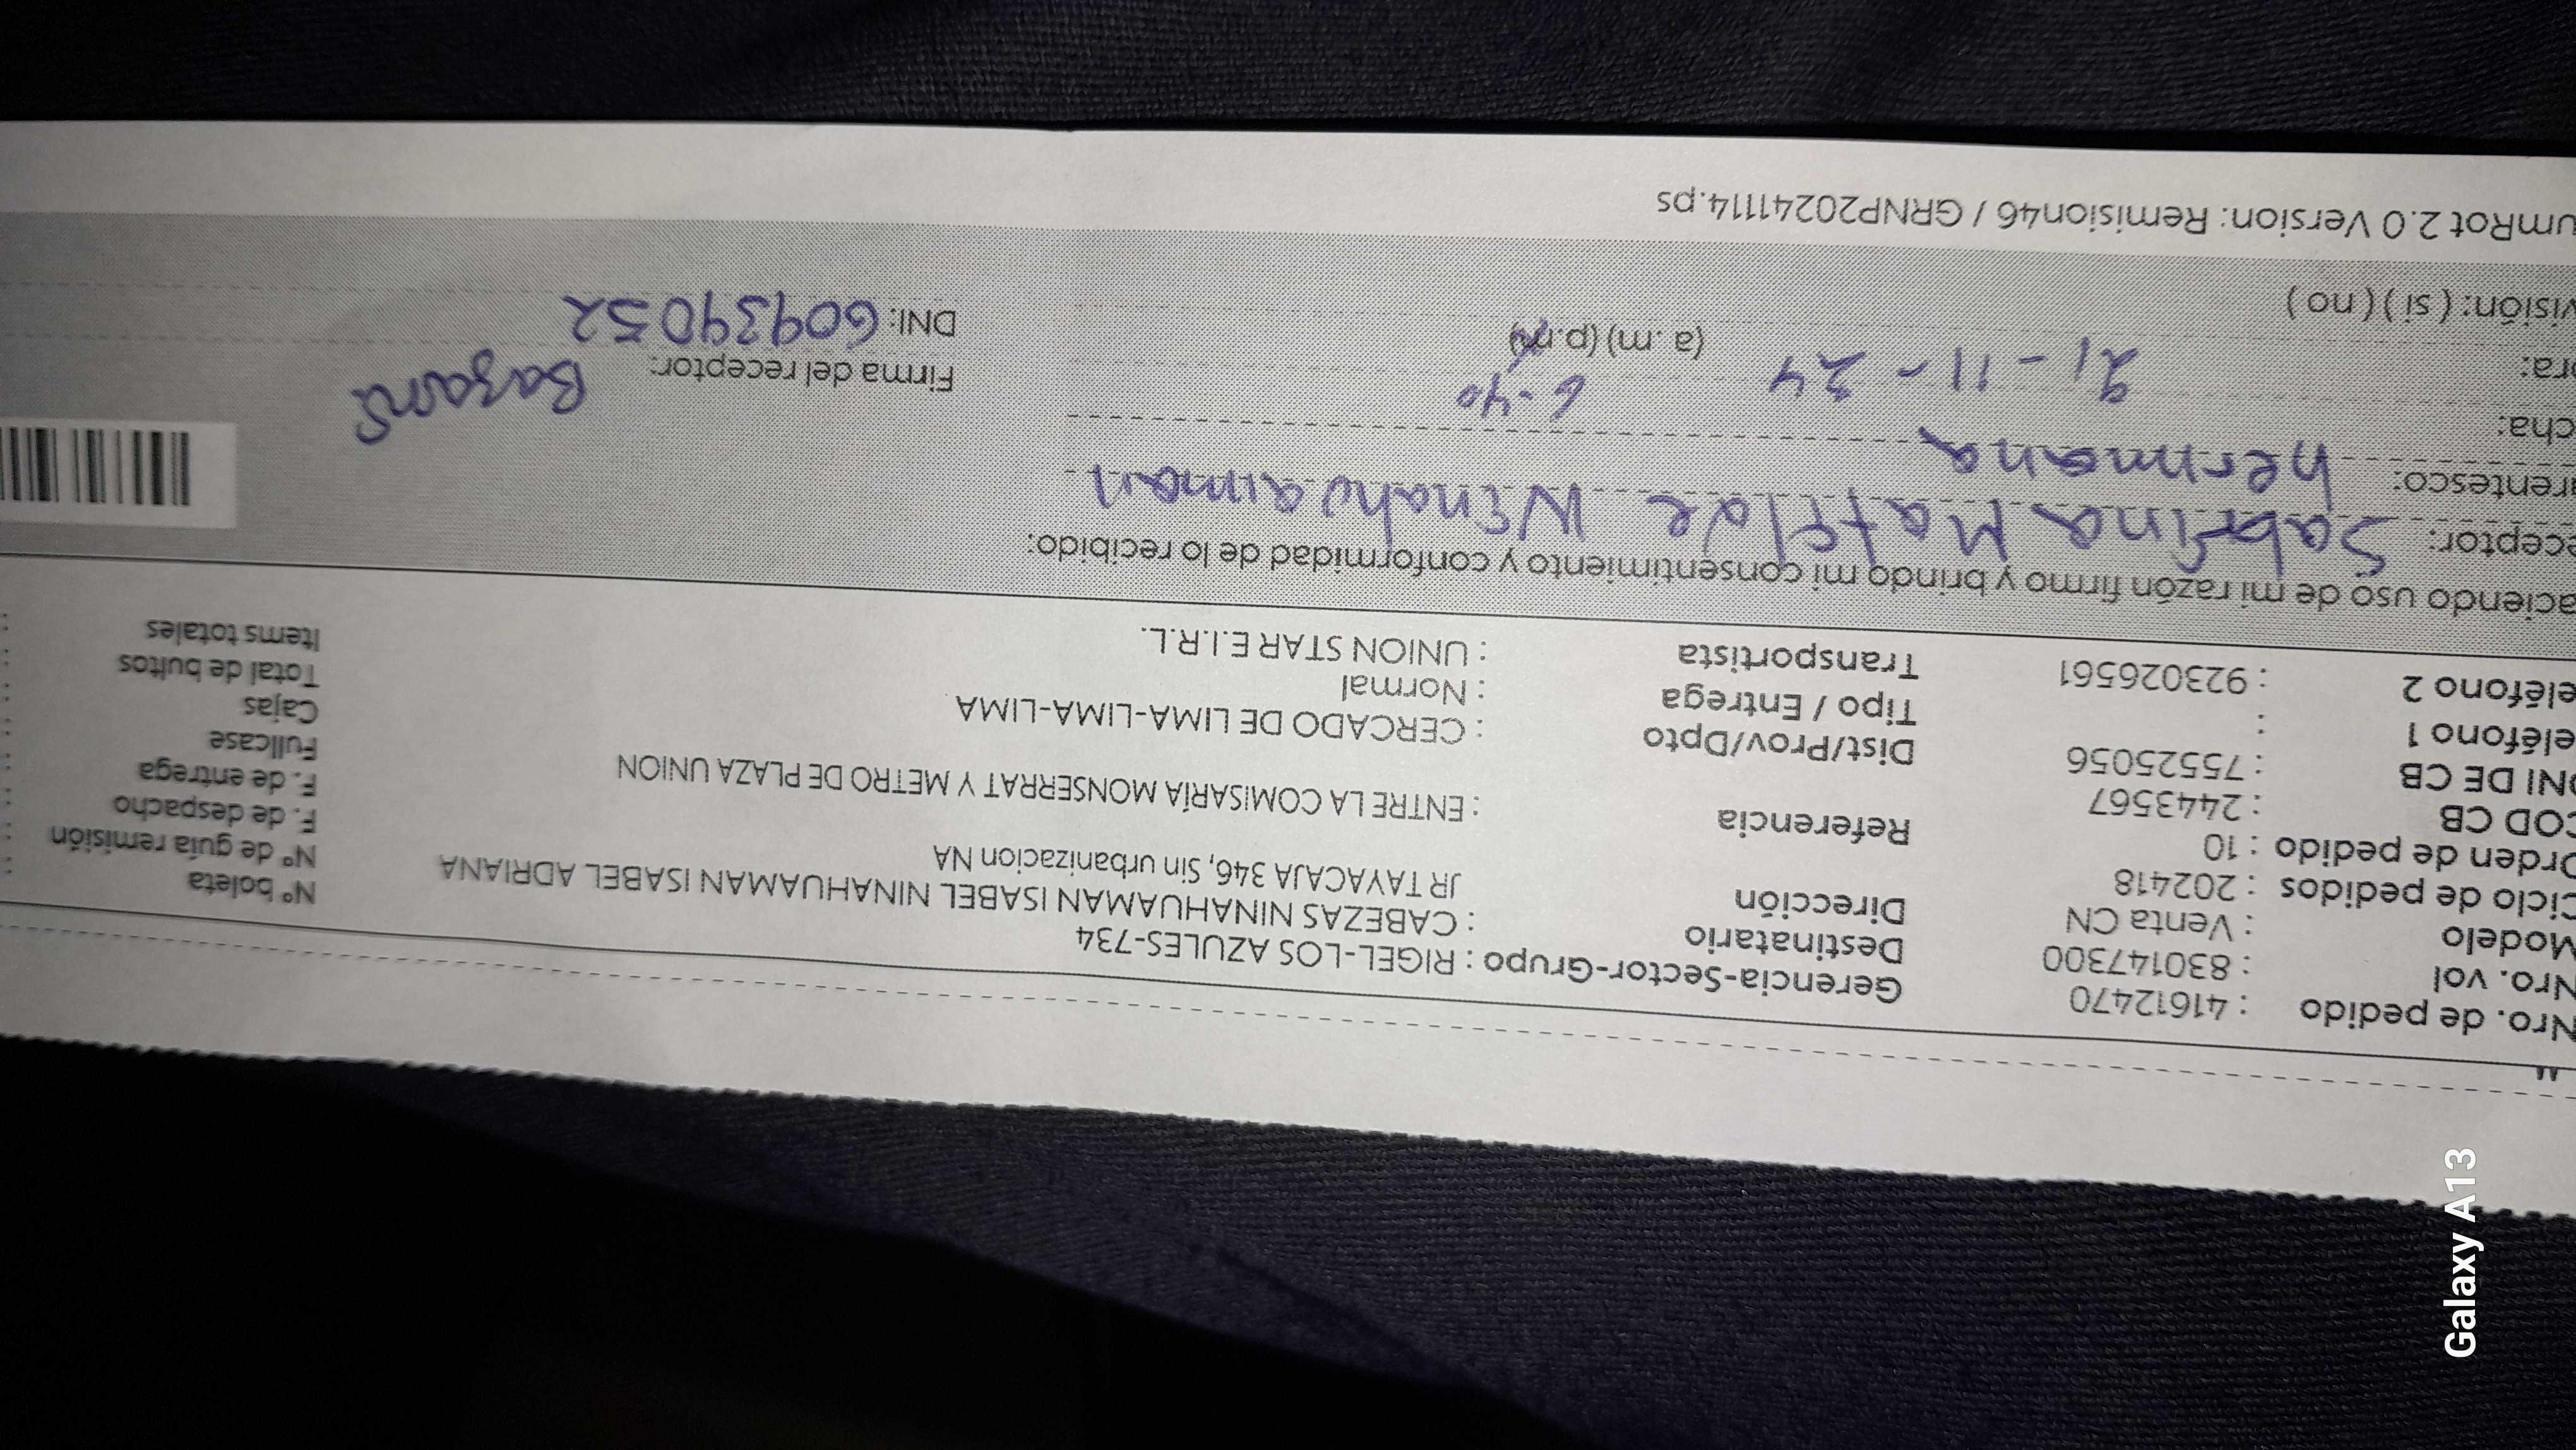 "
Nro. de pedido : 41612470 Gerencia-Sector-Grupo : RIGEL-LOS AZULES-734
Nro. vol : 830147300 Destinatario : CABEZAS NINAHUAMAN ISABEL NINAHUAMAN ISABEL ADRIANA Nº boleta :
Modelo : Venta CN Dirección JR TAYACAJA 346, Sin urbanizacion NA Nº de guía remisión :
Ciclo de pedidos : 202418 F. de despacho :
Orden de pedido : 10 Referencia : ENTRE LA COMISARÍA MONSERRAT Y METRO DE PLAZA UNION F. de entrega :
COD CB : 2443567 Fullcase :
DNI DE CB : 75525056 Dist/Prov/Dpto : CERCADO DE LIMA-LIMA-LIMA Cajas :
eléfono 1 : Tipo / Entrega : Normal Total de bultos :
eléfono 2 : 923026561 Transportista : UNION STAR E.I.R.L. Items totales :
aciendo uso de mi razón firmo y brindo mi consentimiento y conformidad de lo recibido:
ceptor: Sabrina Matilde Ninahuaman
rentesco: hermana
cha: 21-11-24 6-40 Firma del receptor:
ora: (a.m) (p.m) DNI: 60939052
visión: ( si ) ( no )
umRot 2.0 Version: Remision46 / GRNP20241114.ps
Galaxy A13